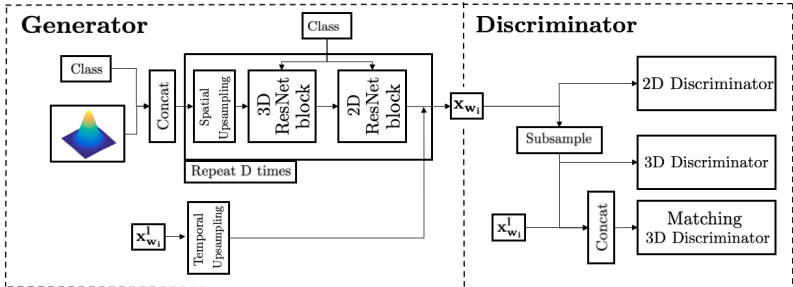 Generator
Class
Discriminator
Class
Concat
Spatial
Upsampling
3D
ResNet
block
2D
ResNet
block
x_{w_i}
2D Discriminator
Subsample
3D Discriminator
Repeat D times
x^l_{w_i}
Temporal
Upsampling
x^l_{w_i}
Concat
Matching
3D Discriminator